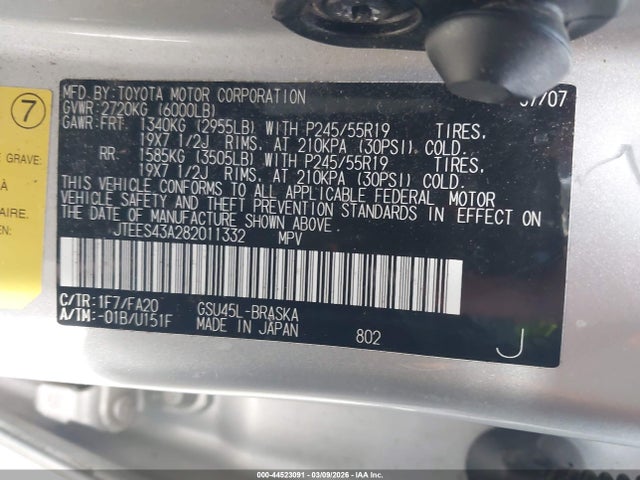 MFD. BY: TOYOTA MOTOR CORPORATION 07/07
GVWR: 2720KG (6000LB)
GAWR: FRT 1340KG (2955LB) WITH P245/55R19 TIRES,
19X7 1/2J RIMS, AT 210KPA (30PSI) COLD.
RR 1585KG (3505LB) WITH P245/55R19 TIRES,
19X7 1/2J RIMS, AT 210KPA (30PSI) COLD.
THIS VEHICLE CONFORMS TO ALL APPLICABLE FEDERAL MOTOR
VEHICLE SAFETY AND THEFT PREVENTION STANDARDS IN EFFECT ON
THE DATE OF MANUFACTURE SHOWN ABOVE.
JTEES43A282011332 MPV
C/TR: 1F7/FA20 GSU45L-BRASKA
A/TM: -01B/U151F MADE IN JAPAN 802
J
7
E GRAVE:
À
AIRE.
EN:
000-44523091 - 03/09/2026 - IAAI.COM